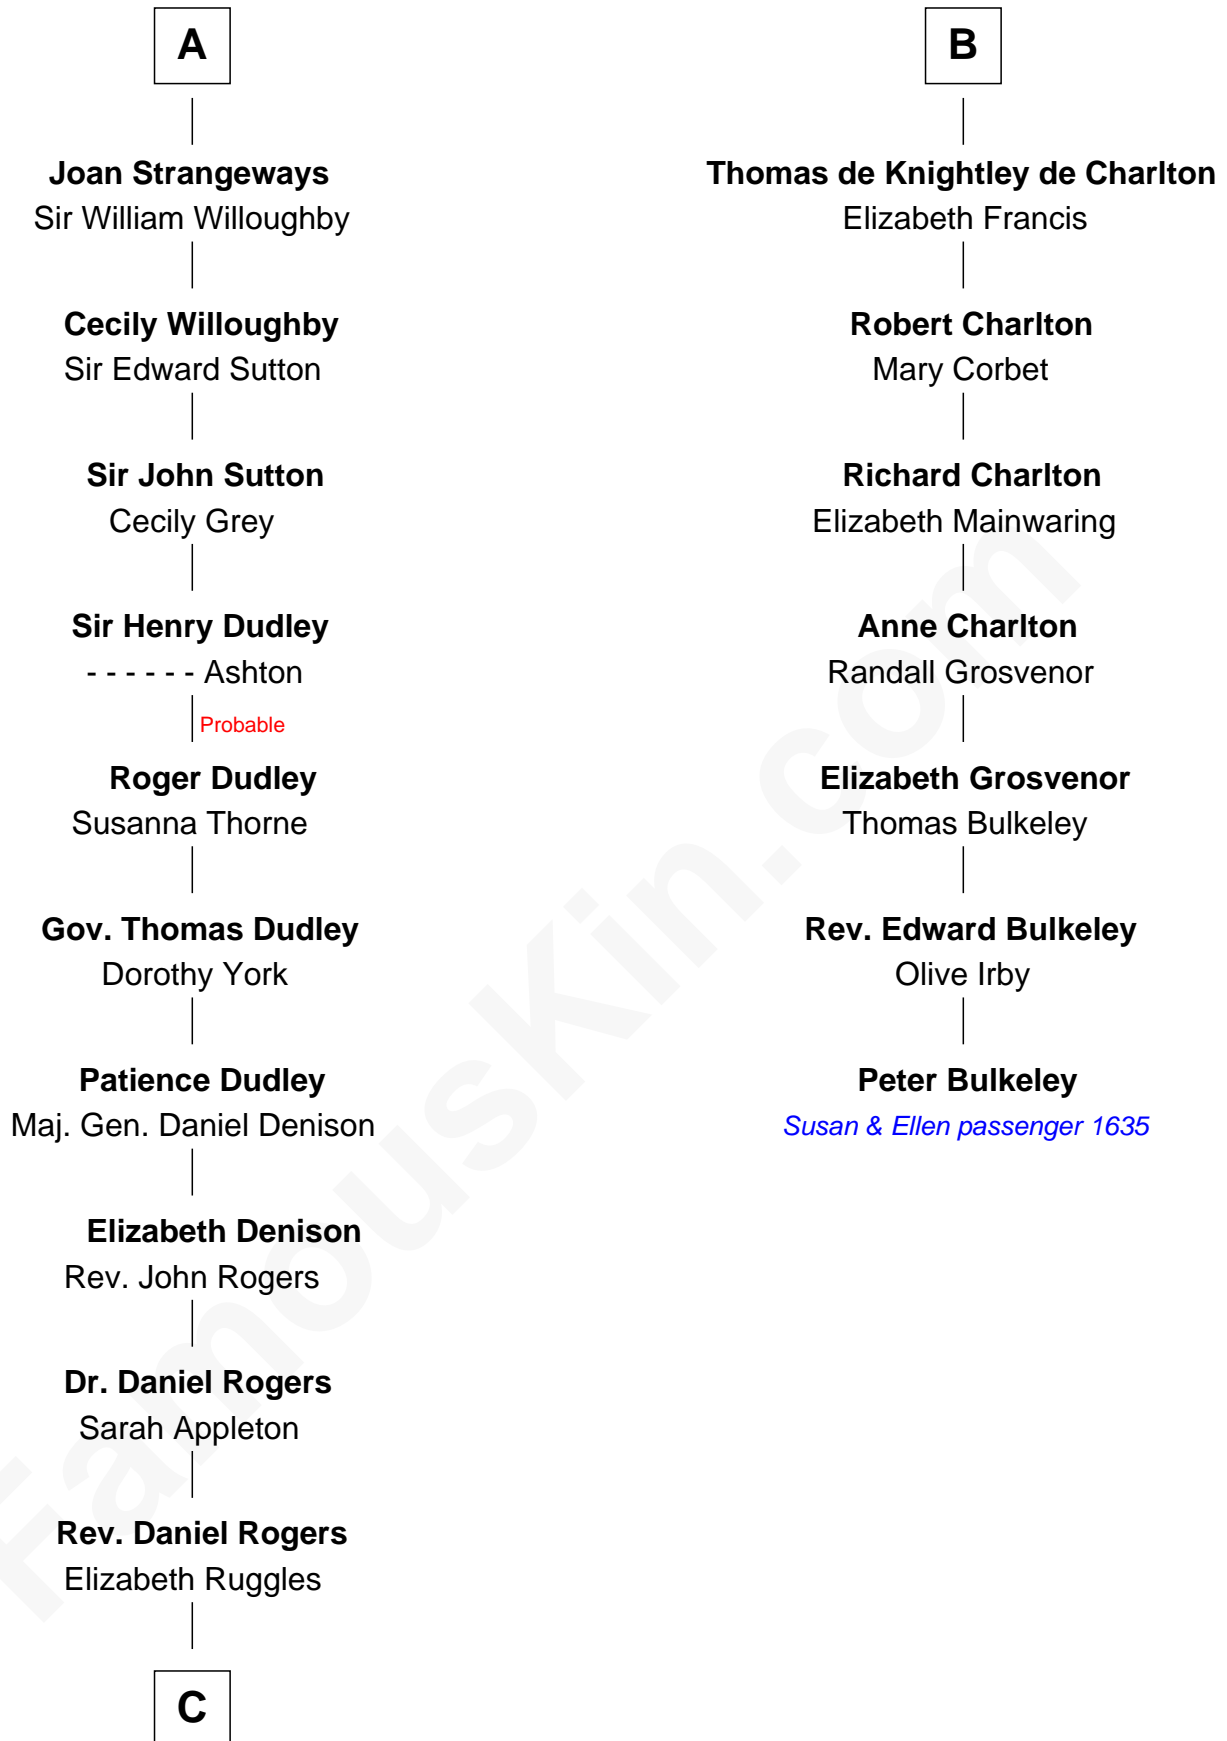 A
Joan Strangeways
Sir William Willoughby
Cecily Willoughby
Sir Edward Sutton
Sir John Sutton
Cecily Grey
Sir Henry Dudley
- - - - - - Ashton
Probable
Roger Dudley
Susanna Thorne
Gov. Thomas Dudley
Dorothy York
Patience Dudley
Maj. Gen. Daniel Denison
Elizabeth Denison
Rev. John Rogers
Dr. Daniel Rogers
Sarah Appleton
Rev. Daniel Rogers
Elizabeth Ruggles
C
B
Thomas de Knightley de Charlton
Elizabeth Francis
Robert Charlton
Mary Corbet
Richard Charlton
Elizabeth Mainwaring
Anne Charlton
Randall Grosvenor
Elizabeth Grosvenor
Thomas Bulkeley
Rev. Edward Bulkeley
Olive Irby
Peter Bulkeley
Susan & Ellen passenger 1635
FamousKin.com